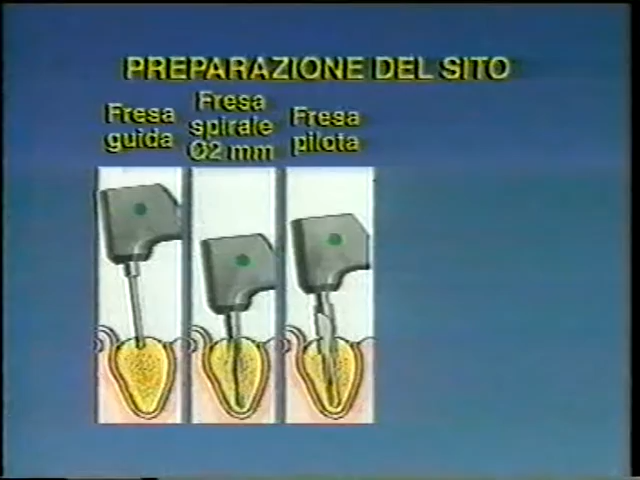 PREPARAZIONE DEL SITO
Fresa
guida
Fresa
spirale
Ø2 mm
Fresa
pilota